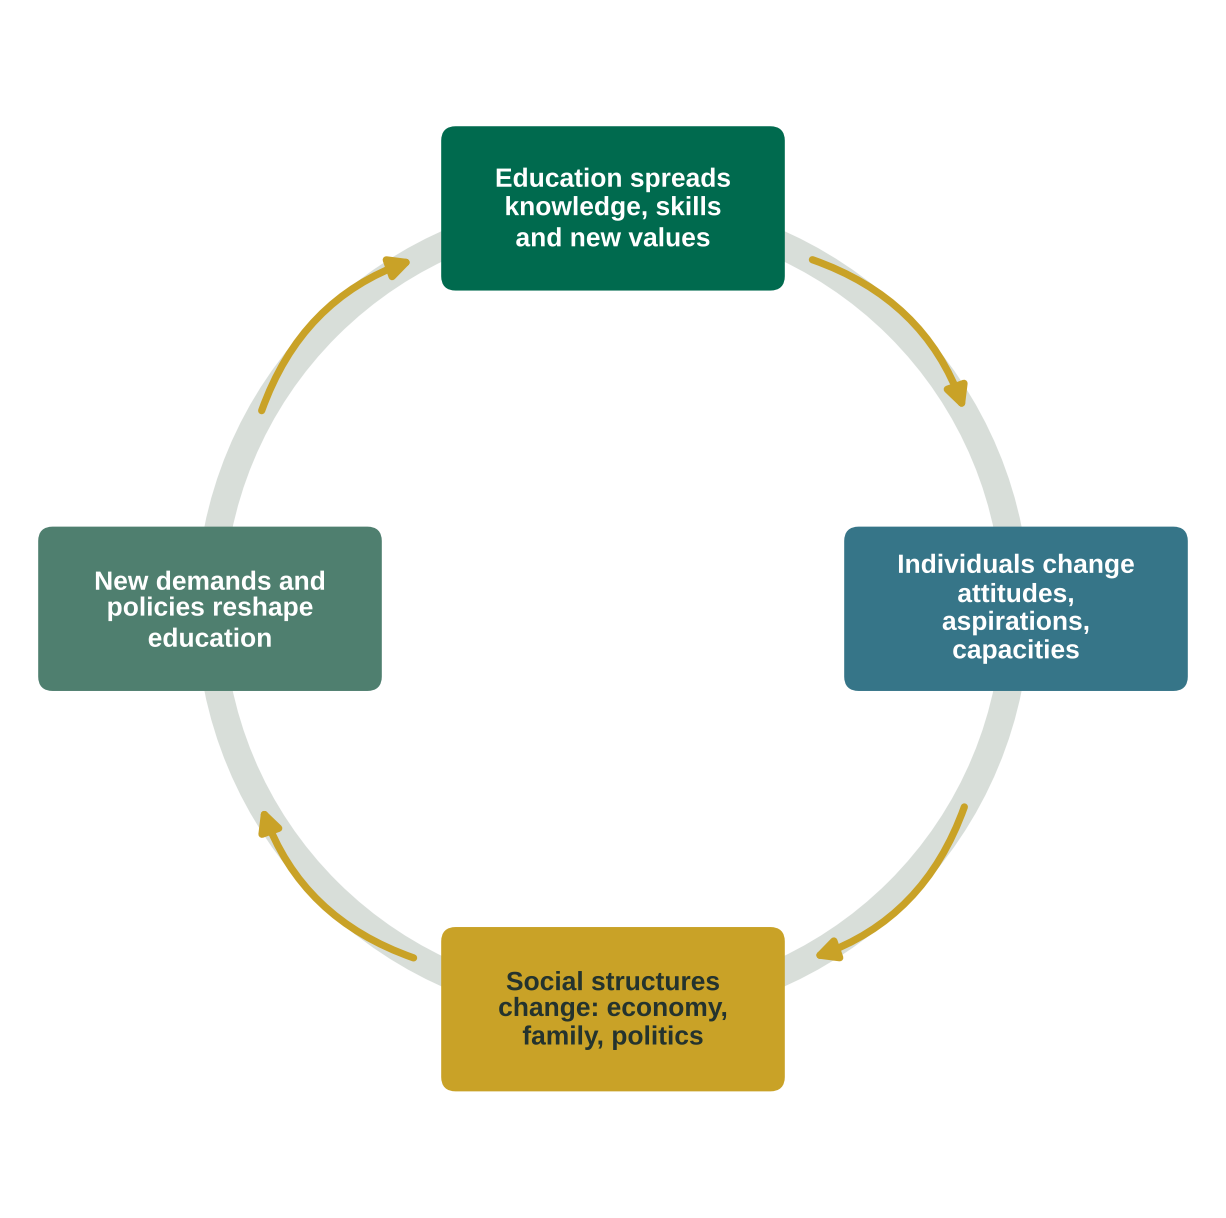 Education spreads
knowledge, skills
and new values
Individuals change
attitudes,
aspirations,
capacities
Social structures
change: economy,
family, politics
New demands and
policies reshape
education